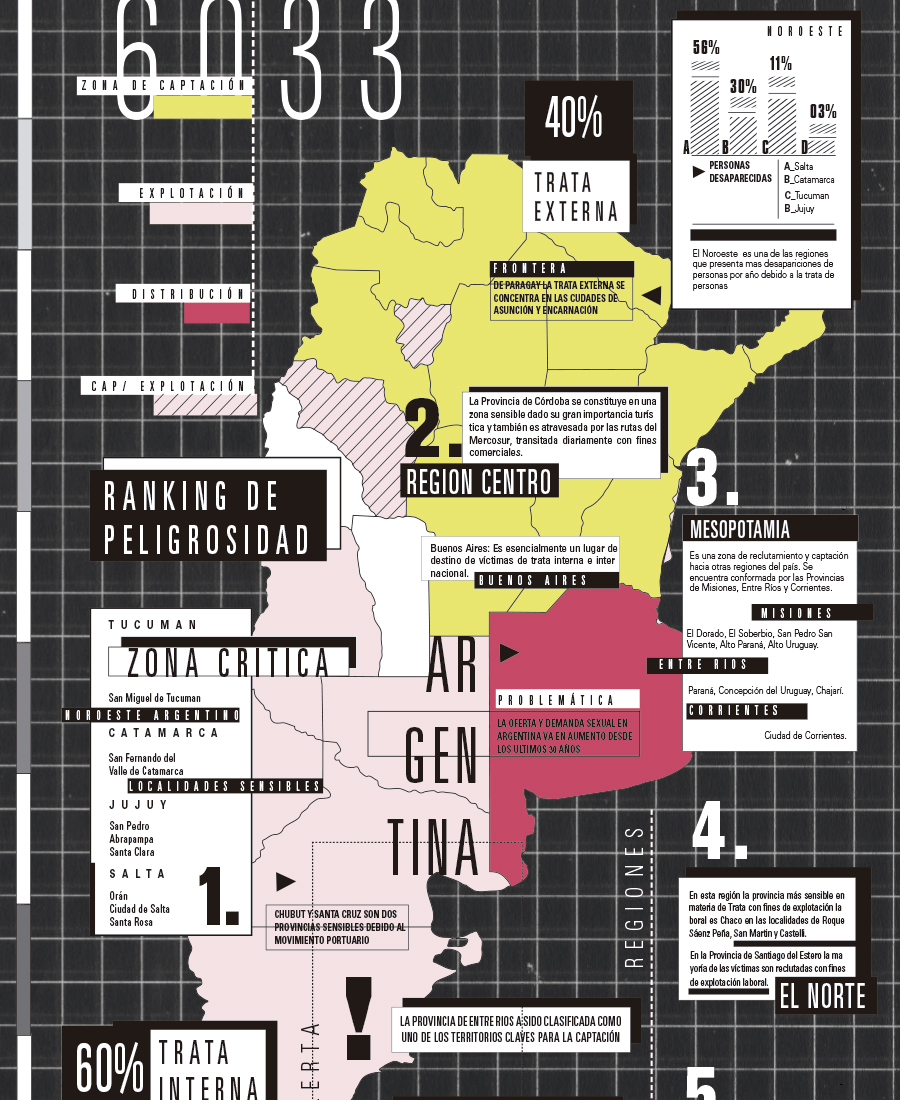 6033
ZONA DE CAPTACIÓN
EXPLOTACIÓN
DISTRIBUCIÓN
CAP/ EXPLOTACIÓN
40%
TRATA
EXTERNA
NOROESTE
56%
30%
11%
03%
A
B
C
D
PERSONAS
DESAPARECIDAS
A_Salta
B_Catamarca
C_Tucuman
B_Jujuy
El Noroeste es una de las regiones
que presenta mas desapariciones de
personas por año debido a la trata de
personas
FRONTERA
DE PARAGAY LA TRATA EXTERNA SE
CONCENTRA EN LAS CIUDADES DE
ASUNCIÓN Y ENCARNACIÓN
2.
La Provincia de Córdoba se constituye en una
zona sensible dado su gran importancia turís
tica y también es atravesada por las rutas del
Mercosur, transitada diariamente con fines
comerciales.
REGION CENTRO
Buenos Aires: Es esencialmente un lugar de
destino de víctimas de trata interna e inter
nacional.
BUENOS AIRES
3.
MESOPOTAMIA
Es una zona de reclutamiento y captación
hacia otras regiones del país. Se
encuentra conformada por las Provincias
de Misiones, Entre Ríos y Corrientes.
MISIONES
El Dorado, El Soberbio, San Pedro San
Vicente, Alto Paraná, Alto Uruguay.
ENTRE RIOS
Paraná, Concepción del Uruguay, Chajarí.
CORRIENTES
Ciudad de Corrientes.
RANKING DE
PELIGROSIDAD
TUCUMAN
ZONA CRITICA
San Miguel de Tucuman
NOROESTE ARGENTINO
CATAMARCA
San Fernando del
Valle de Catamarca
LOCALIDADES SENSIBLES
JUJUY
San Pedro
Abrapampa
Santa Clara
SALTA
Orán
Ciudad de Salta
Santa Rosa
1.
AR
GEN
TINA
PROBLEMÁTICA
LA OFERTA Y DEMANDA SEXUAL EN
ARGENTINA VA EN AUMENTO DESDE
LOS ULTIMOS 30 AÑOS
CHUBUT Y SANTA CRUZ SON DOS
PROVINCIAS SENSIBLES DEBIDO AL
MOVIMIENTO PORTUARIO
REGIONES
4.
En esta región la provincia más sensible en
materia de Trata con fines de explotación la
boral es Chaco en las localidades de Roque
Sáenz Peña, San Martin y Castelli.
En la Provincia de Santiago del Estero la ma
yoría de las víctimas son reclutadas con fines
de explotación laboral.
EL NORTE
!
LA PROVINCIA DE ENTRE RIOS A SIDO CLASIFICADA COMO
UNO DE LOS TERRITORIOS CLAVES PARA LA CAPTACIÓN
ERTA
60%
TRATA
INTERNA
5